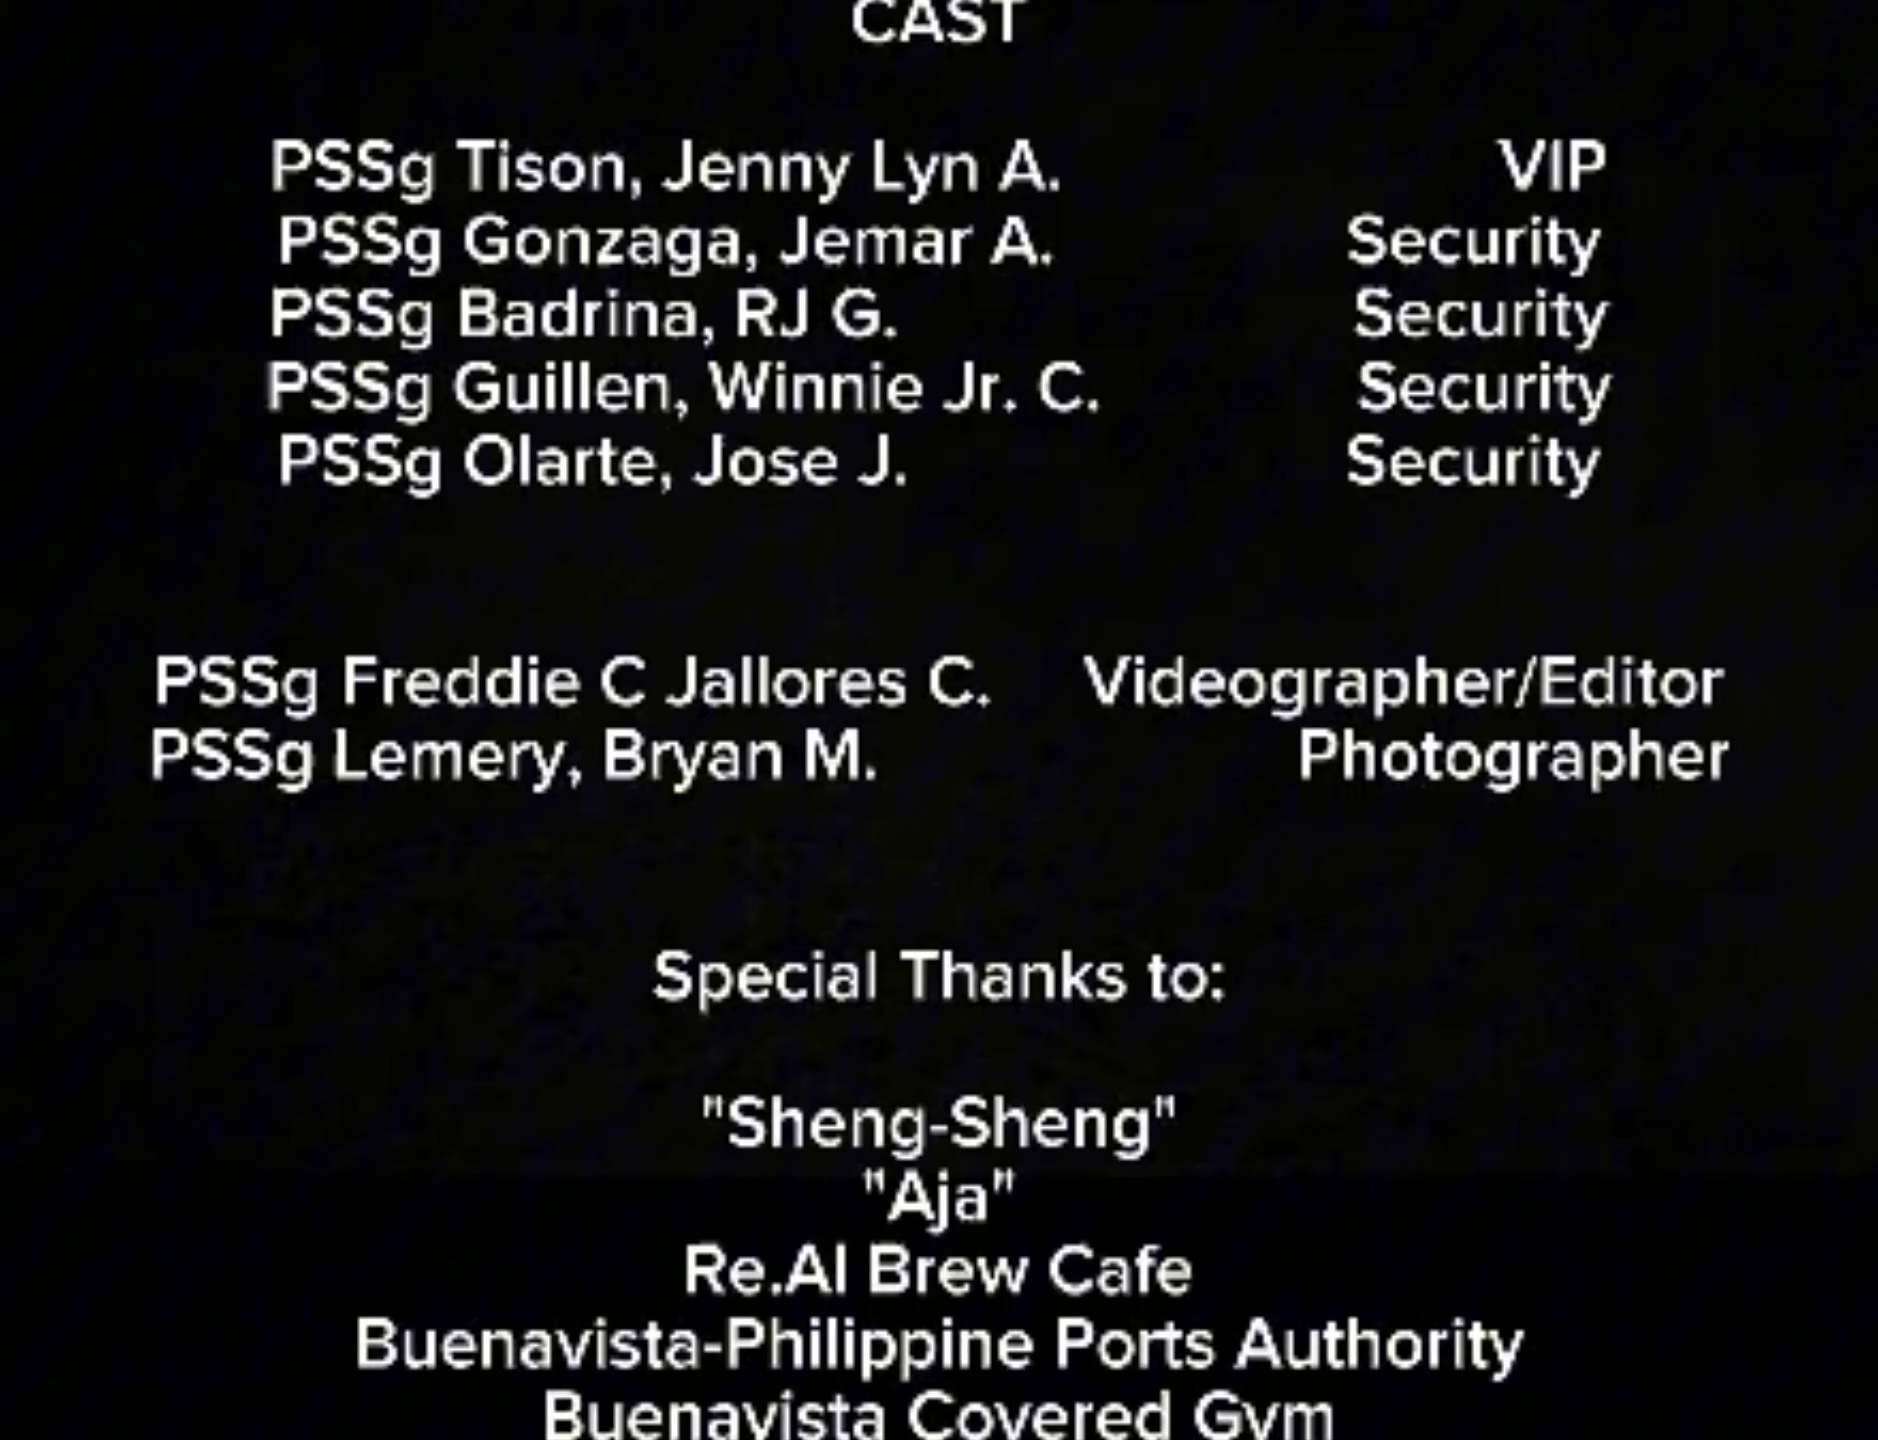 CAST
PSSg Tison, Jenny Lyn A. VIP
PSSg Gonzaga, Jemar A. Security
PSSg Badrina, RJ G. Security
PSSg Guillen, Winnie Jr. C. Security
PSSg Olarte, Jose J. Security
PSSg Freddie C Jallores C. Videographer/Editor
PSSg Lemery, Bryan M. Photographer
Special Thanks to:
"Sheng-Sheng"
"Aja"
Re.Al Brew Cafe
Buenavista-Philippine Ports Authority
Buenavista Covered Gym